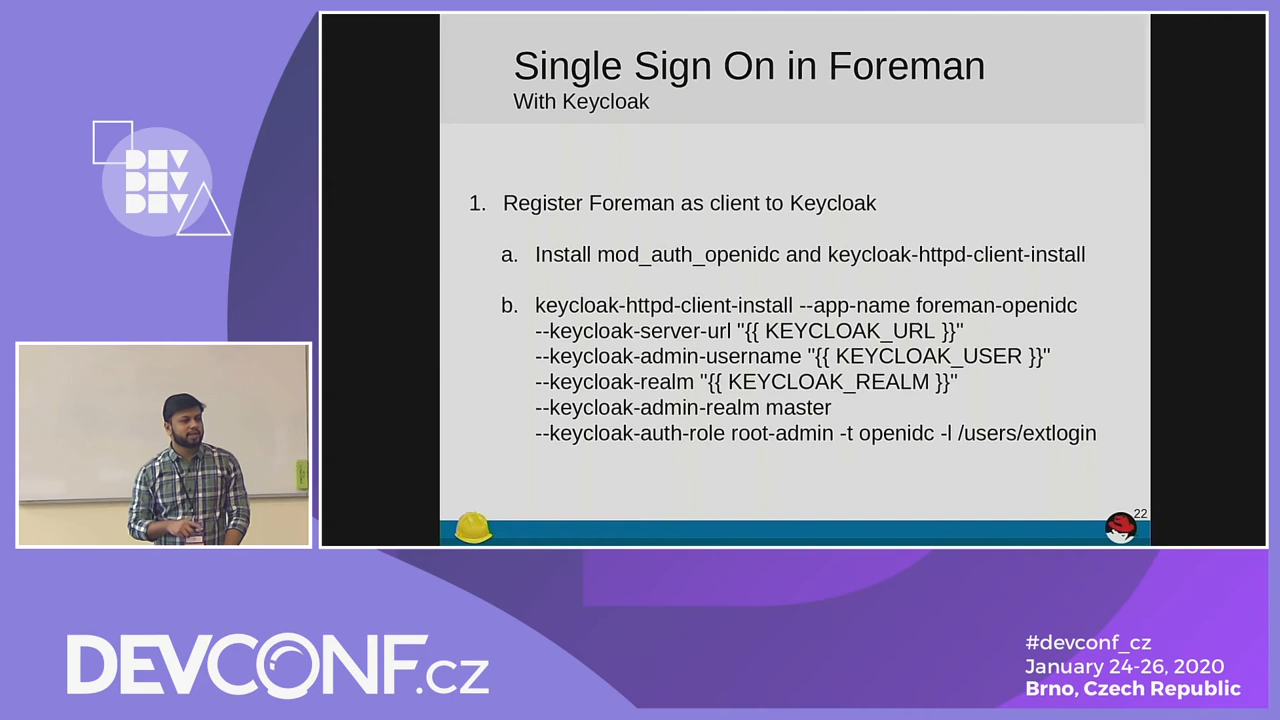 DEV
DEV
DEV
Single Sign On in Foreman
With Keycloak
1. Register Foreman as client to Keycloak
a. Install mod_auth_openidc and keycloak-httpd-client-install
b. keycloak-httpd-client-install --app-name foreman-openidc
--keycloak-server-url "{{ KEYCLOAK_URL }}"
--keycloak-admin-username "{{ KEYCLOAK_USER }}"
--keycloak-realm "{{ KEYCLOAK_REALM }}"
--keycloak-admin-realm master
--keycloak-auth-role root-admin -t openidc -l /users/extlogin
22
DEVCONF.cz
#devconf_cz
January 24-26, 2020
Brno, Czech Republic